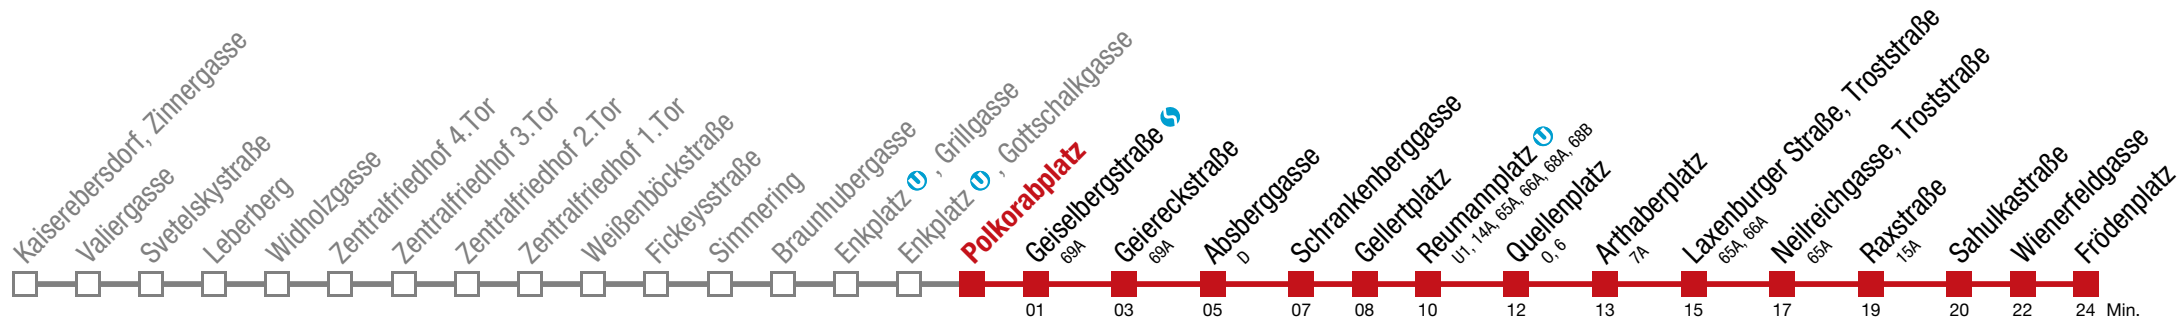 Kaiserebersdorf, Zinnergasse
Valiergasse
Svetelskystraße
Leberberg
Widholzgasse
Zentralfriedhof 4.Tor
Zentralfriedhof 3.Tor
Zentralfriedhof 2.Tor
Zentralfriedhof 1.Tor
Weißenböckstraße
Fickeysstraße
Simmering
Braunhubergasse
Enkplatz U, Grillgasse
Enkplatz U, Gottschalkgasse
Polkorabplatz
Geiselbergstraße S
69A
Geiereckstraße
69A
Absberggasse
D
Schrankenberggasse
Gellertplatz
Reumannplatz U
U1, 14A, 65A, 66A, 68A, 68B
Quellenplatz
O, 6
Arthaberplatz
7A
Laxenburger Straße, Troststraße
65A, 66A
Neilreichgasse, Troststraße
65A
Raxstraße
15A
Sahulkastraße
Wienerfeldgasse
Frödenplatz
01 03 05 07 08 10 12 13 15 17 19 20 22 24 Min.